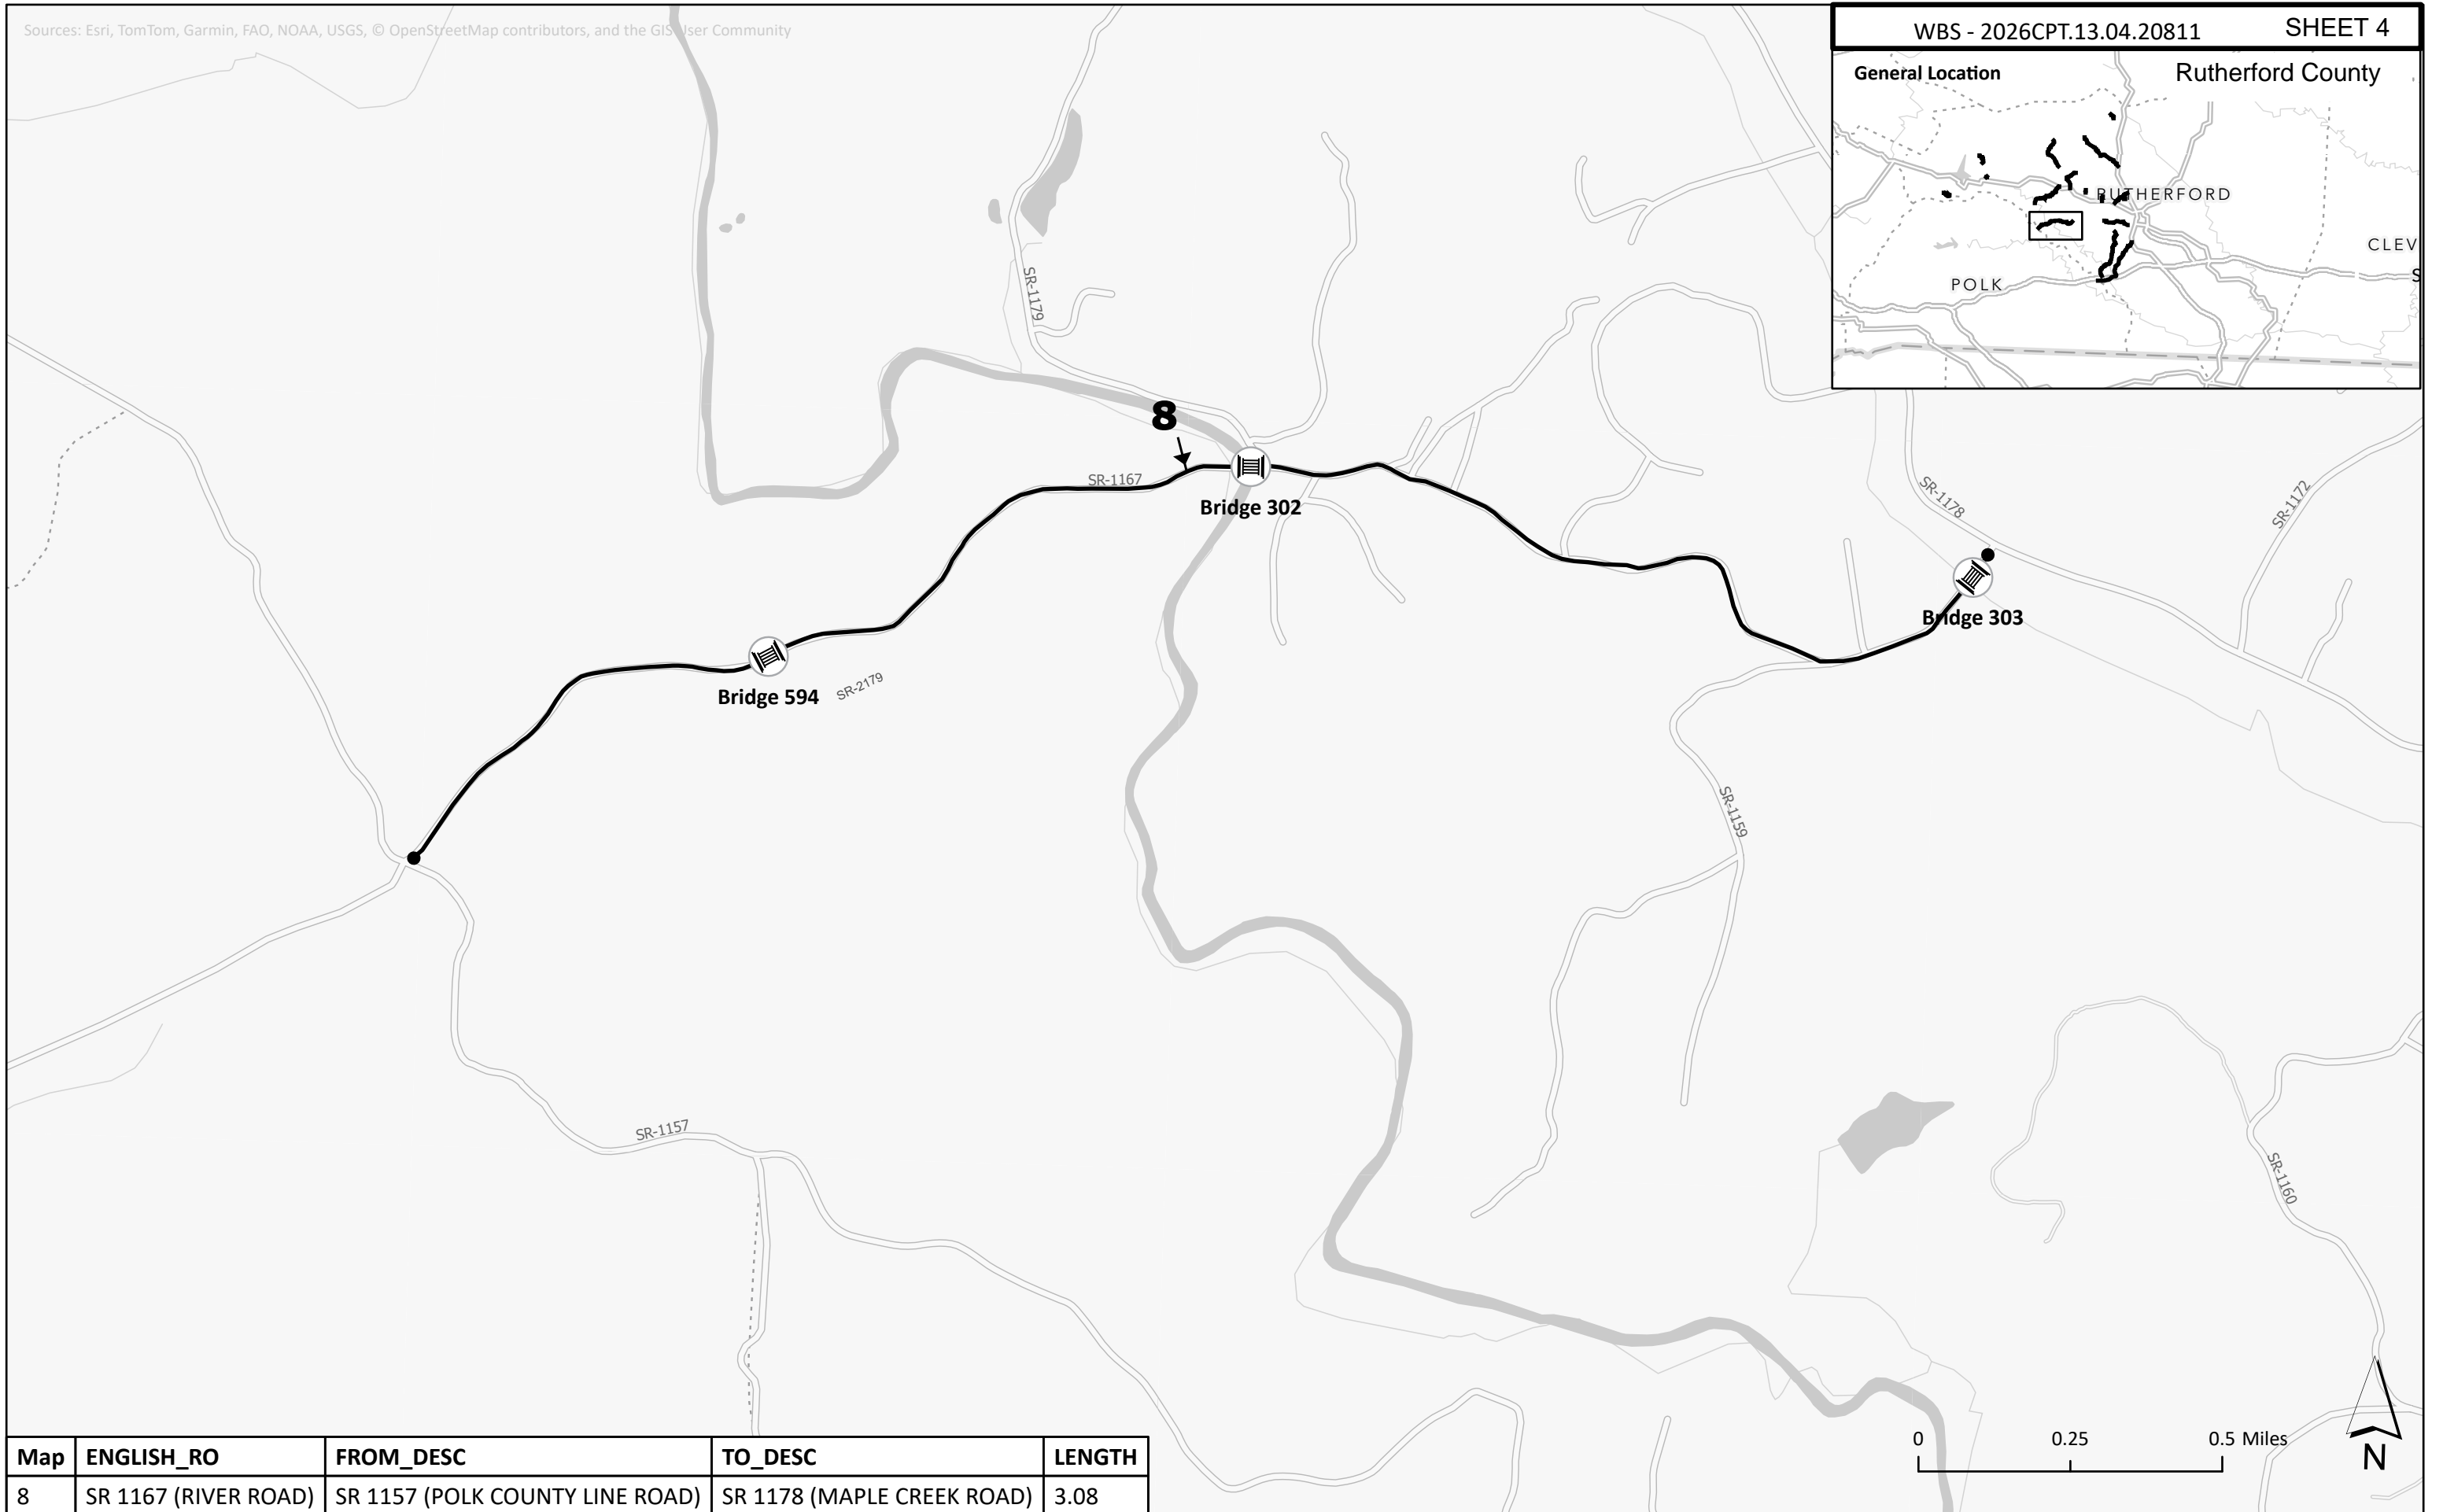 Sources: Esri, TomTom, Garmin, FAO, NOAA, USGS, © OpenStreetMap contributors, and the GIS User Community
WBS - 2026CPT.13.04.20811 SHEET 4
General Location Rutherford County
RUTHERFORD
CLEV
S
POLK
SR-1179
8
SR-1167
Bridge 302
SR-1178
SR-1172
Bridge 303
Bridge 594
SR-2179
SR-1159
SR-1157
SR-1160
0 0.25 0.5 Miles
N
Map ENGLISH_RO FROM_DESC TO_DESC LENGTH
8 SR 1167 (RIVER ROAD) SR 1157 (POLK COUNTY LINE ROAD) SR 1178 (MAPLE CREEK ROAD) 3.08